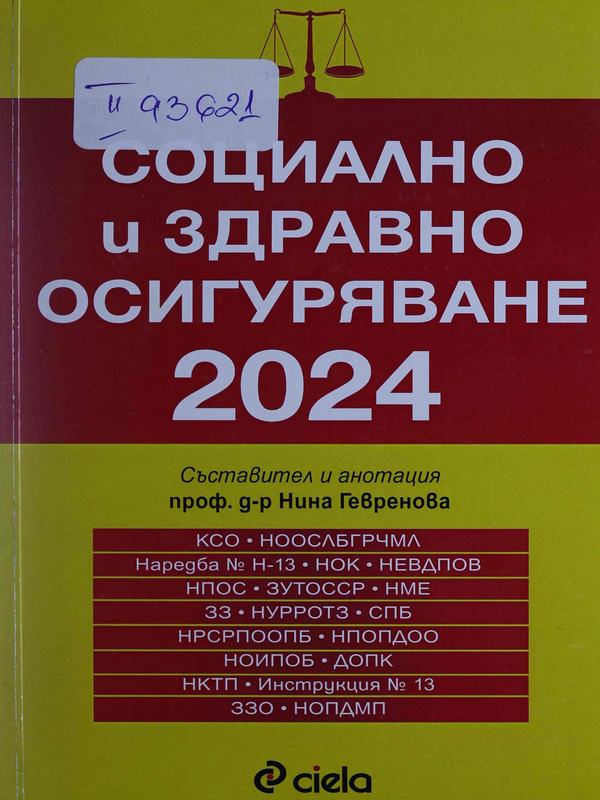 II 93621
СОЦИАЛНО
и ЗДРАВНО
ОСИГУРЯВАНЕ
2024
Съставител и анотация
проф. д-р Нина Гевренова
КСО • НООСЛБГРЧМЛ
Наредба № Н-13 • НОК • НЕВДПОВ
НПОС • ЗУТОССР • НМЕ
ЗЗ • НУРРОТЗ • СПБ
НРСРПООПБ • НПОПДОО
НОИПОБ • ДОПК
НКТП • Инструкция № 13
ЗЗО • НОПДМП
ciela